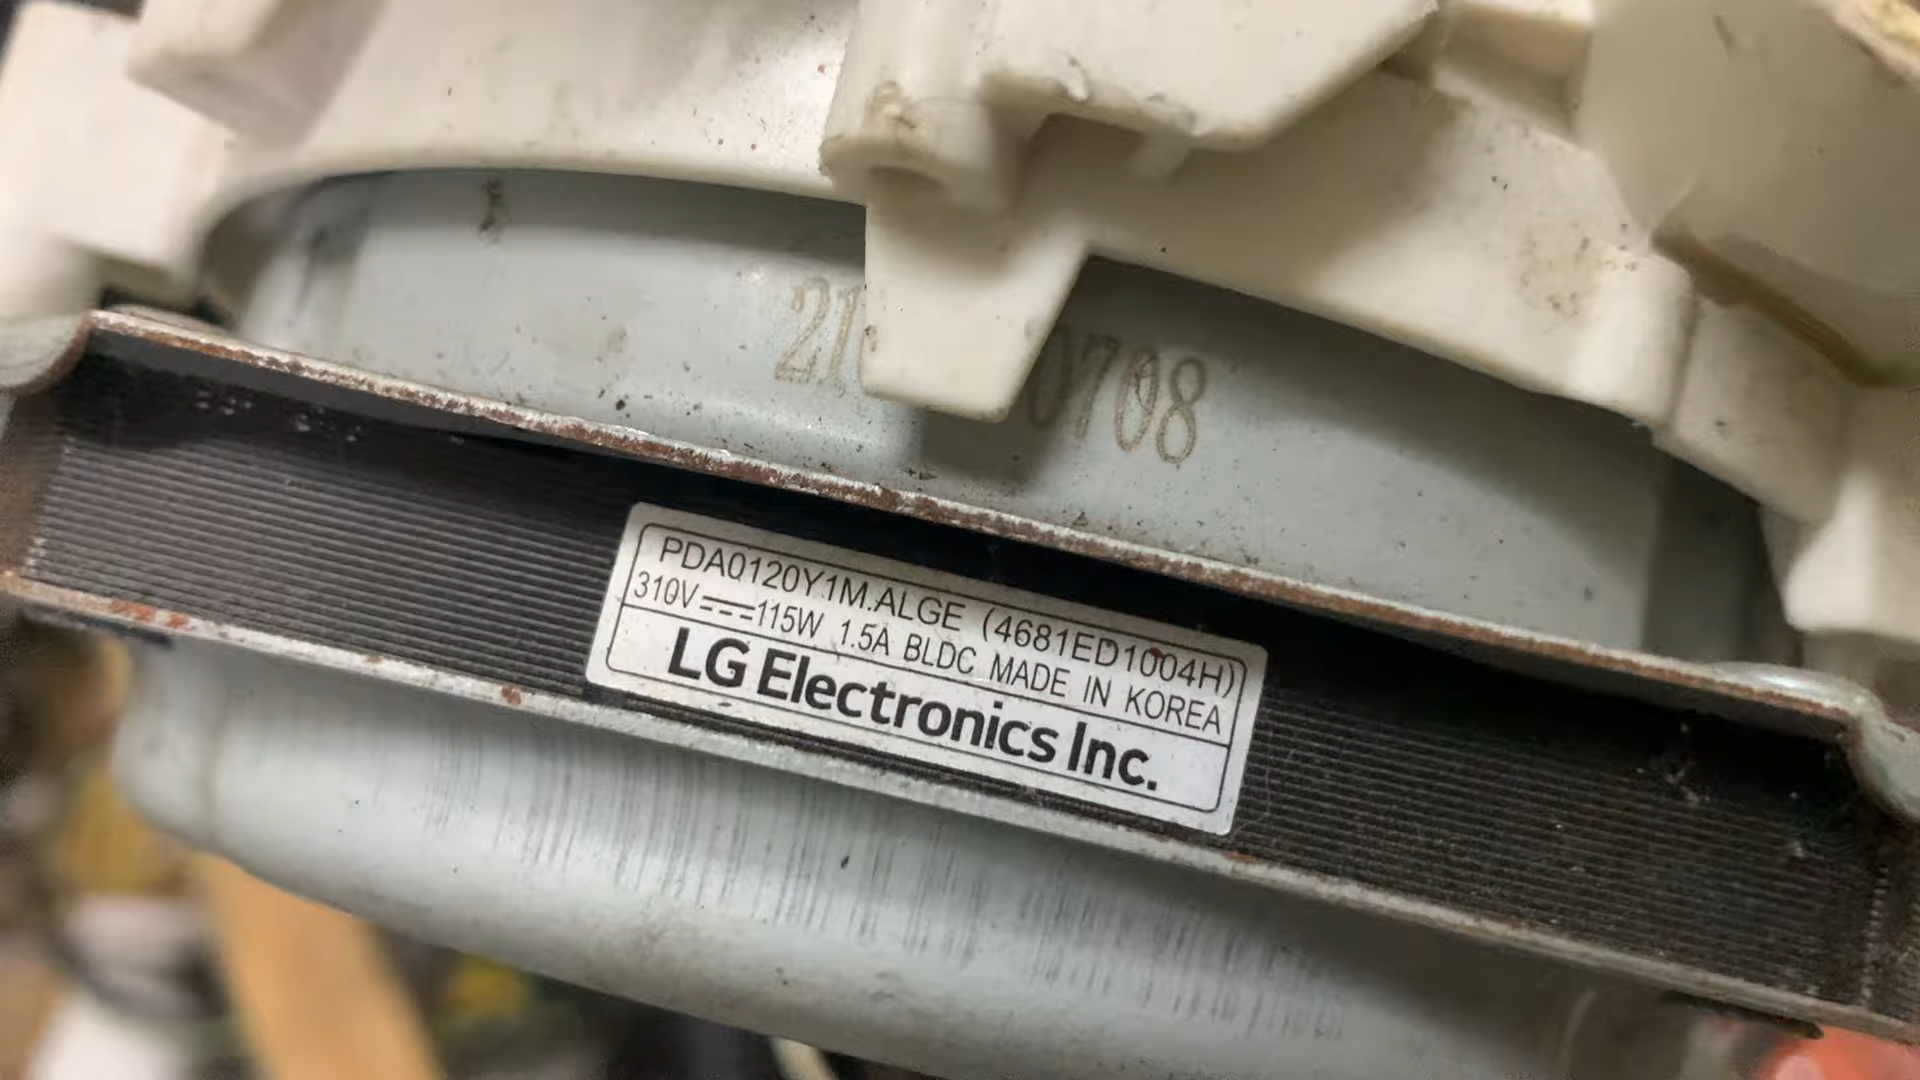 0708
PDA0120Y1M.ALGE (4681ED1004H)
310V⎓115W 1.5A BLDC MADE IN KOREA
LG Electronics Inc.